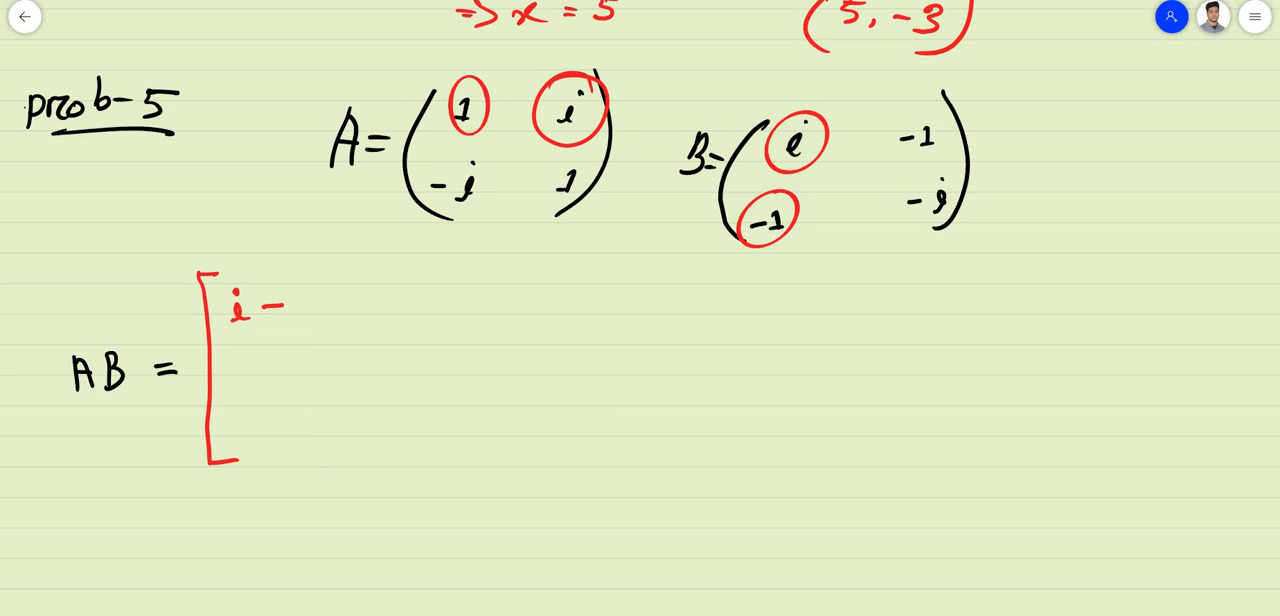 => x = 5 (5, -3)
prob-5 A = ( 1 i B = ( i -1
-i 1 ) -1 -i )
AB = [ i -